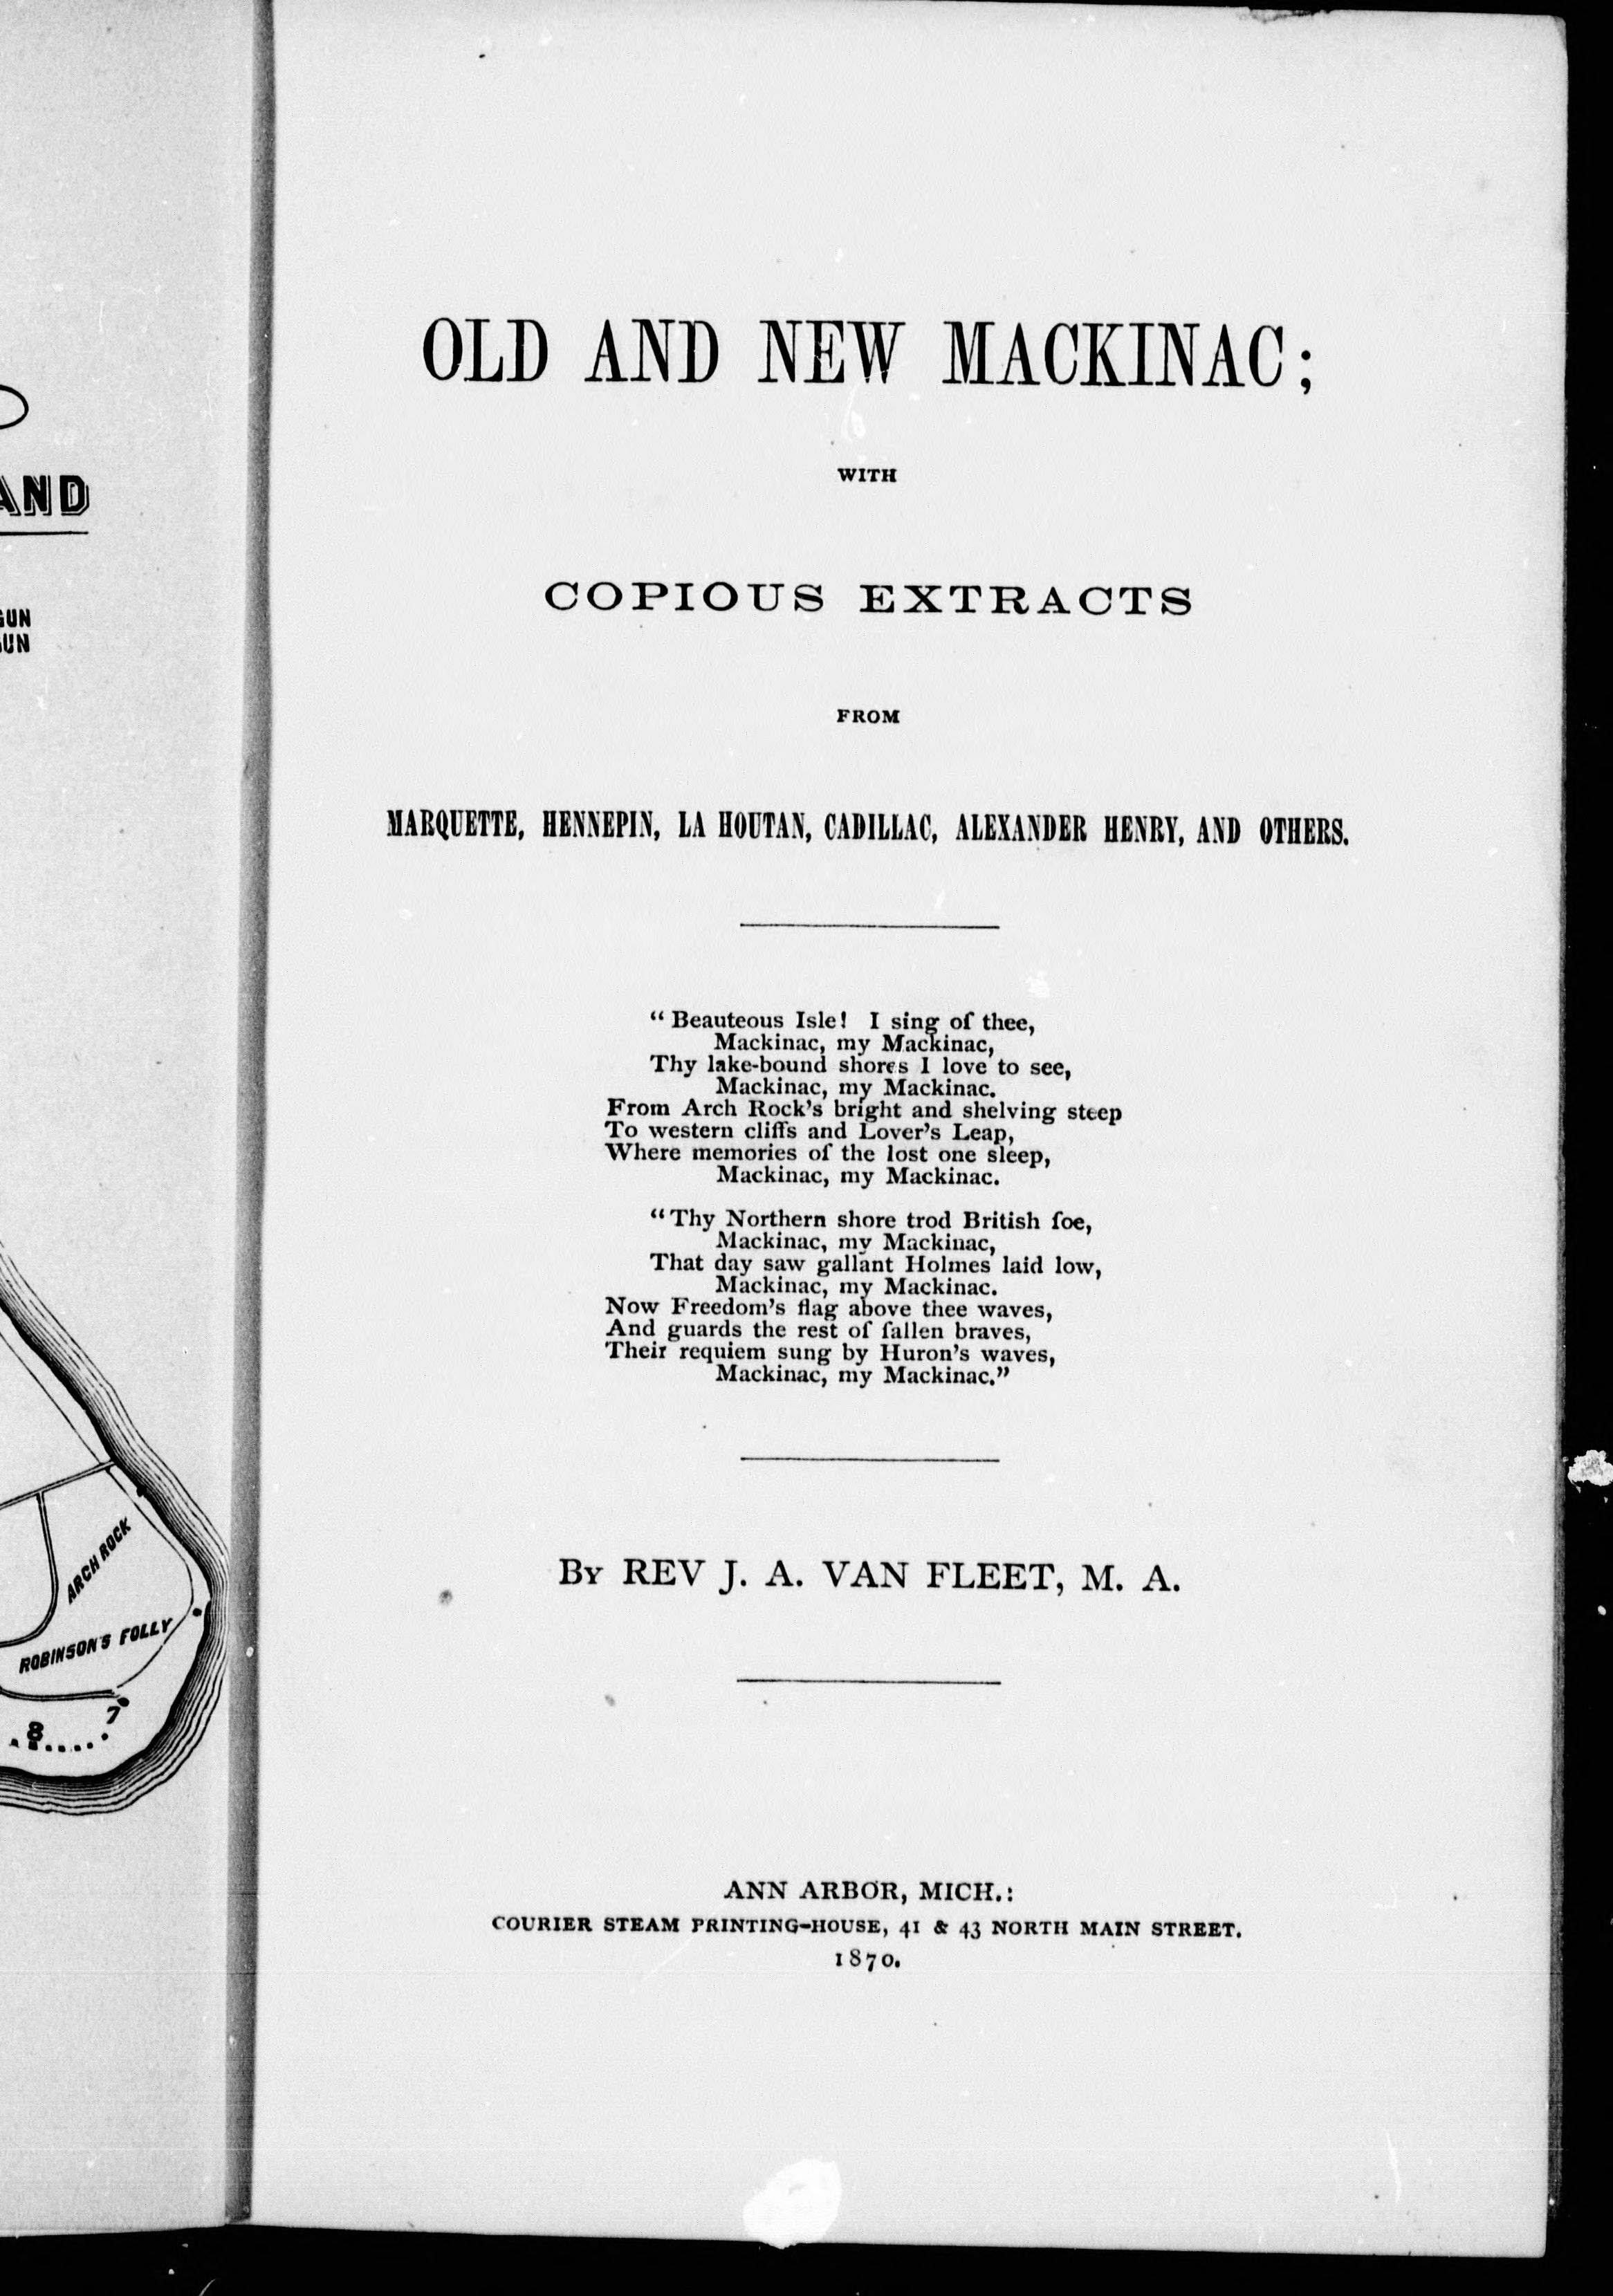 AND
GUN
GUN
ARCH ROCK
ROBINSON'S FOLLY
8 7
OLD AND NEW MACKINAC;
WITH
COPIOUS EXTRACTS
FROM
MARQUETTE, HENNEPIN, LA HOUTAN, CADILLAC, ALEXANDER HENRY, AND OTHERS.
“Beauteous Isle! I sing of thee,
Mackinac, my Mackinac,
Thy lake-bound shores I love to see,
Mackinac, my Mackinac.
From Arch Rock's bright and shelving steep
To western cliffs and Lover's Leap,
Where memories of the lost one sleep,
Mackinac, my Mackinac.
“Thy Northern shore trod British foe,
Mackinac, my Mackinac,
That day saw gallant Holmes laid low,
Mackinac, my Mackinac.
Now Freedom's flag above thee waves,
And guards the rest of fallen braves,
Their requiem sung by Huron's waves,
Mackinac, my Mackinac.”
By REV J. A. VAN FLEET, M. A.
ANN ARBOR, MICH.:
COURIER STEAM PRINTING-HOUSE, 41 & 43 NORTH MAIN STREET.
1870.